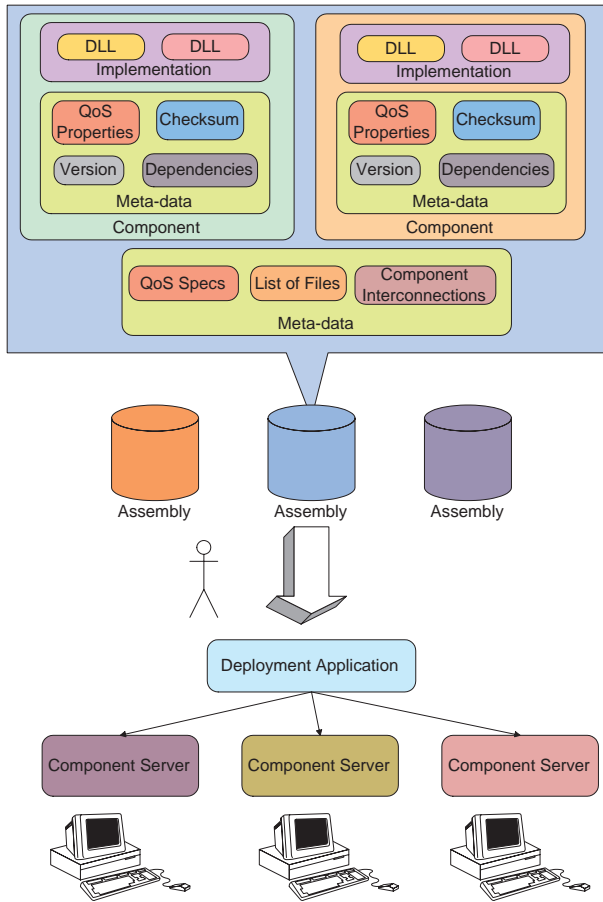 DLL
DLL
Implementation
QoS
Properties
Checksum
Version
Dependencies
Meta-data
Component
DLL
DLL
Implementation
QoS
Properties
Checksum
Version
Dependencies
Meta-data
Component
QoS Specs
List of Files
Component
Interconnections
Meta-data
Assembly
Assembly
Assembly
Deployment Application
Component Server
Component Server
Component Server